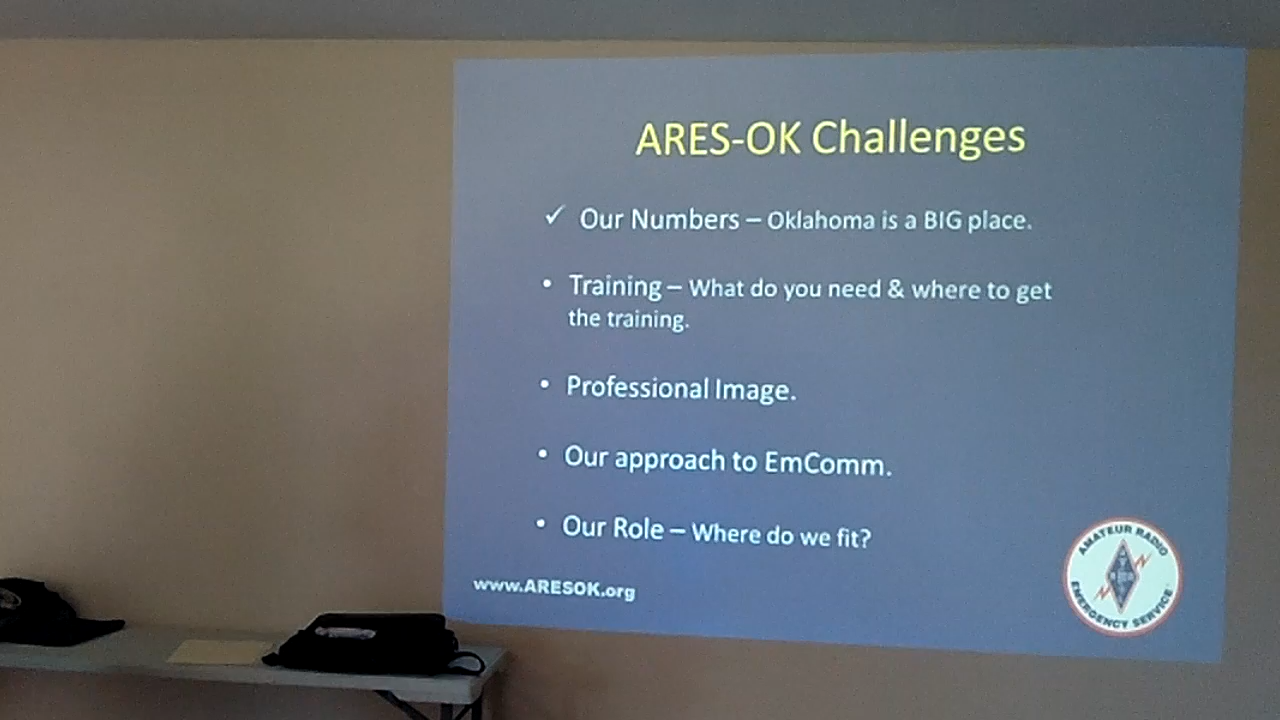 ARES-OK Challenges
✓ Our Numbers – Oklahoma is a BIG place.
• Training – What do you need & where to get
the training.
• Professional Image.
• Our approach to EmComm.
• Our Role – Where do we fit?
www.ARESOK.org
AMATEUR RADIO
EMERGENCY SERVICE